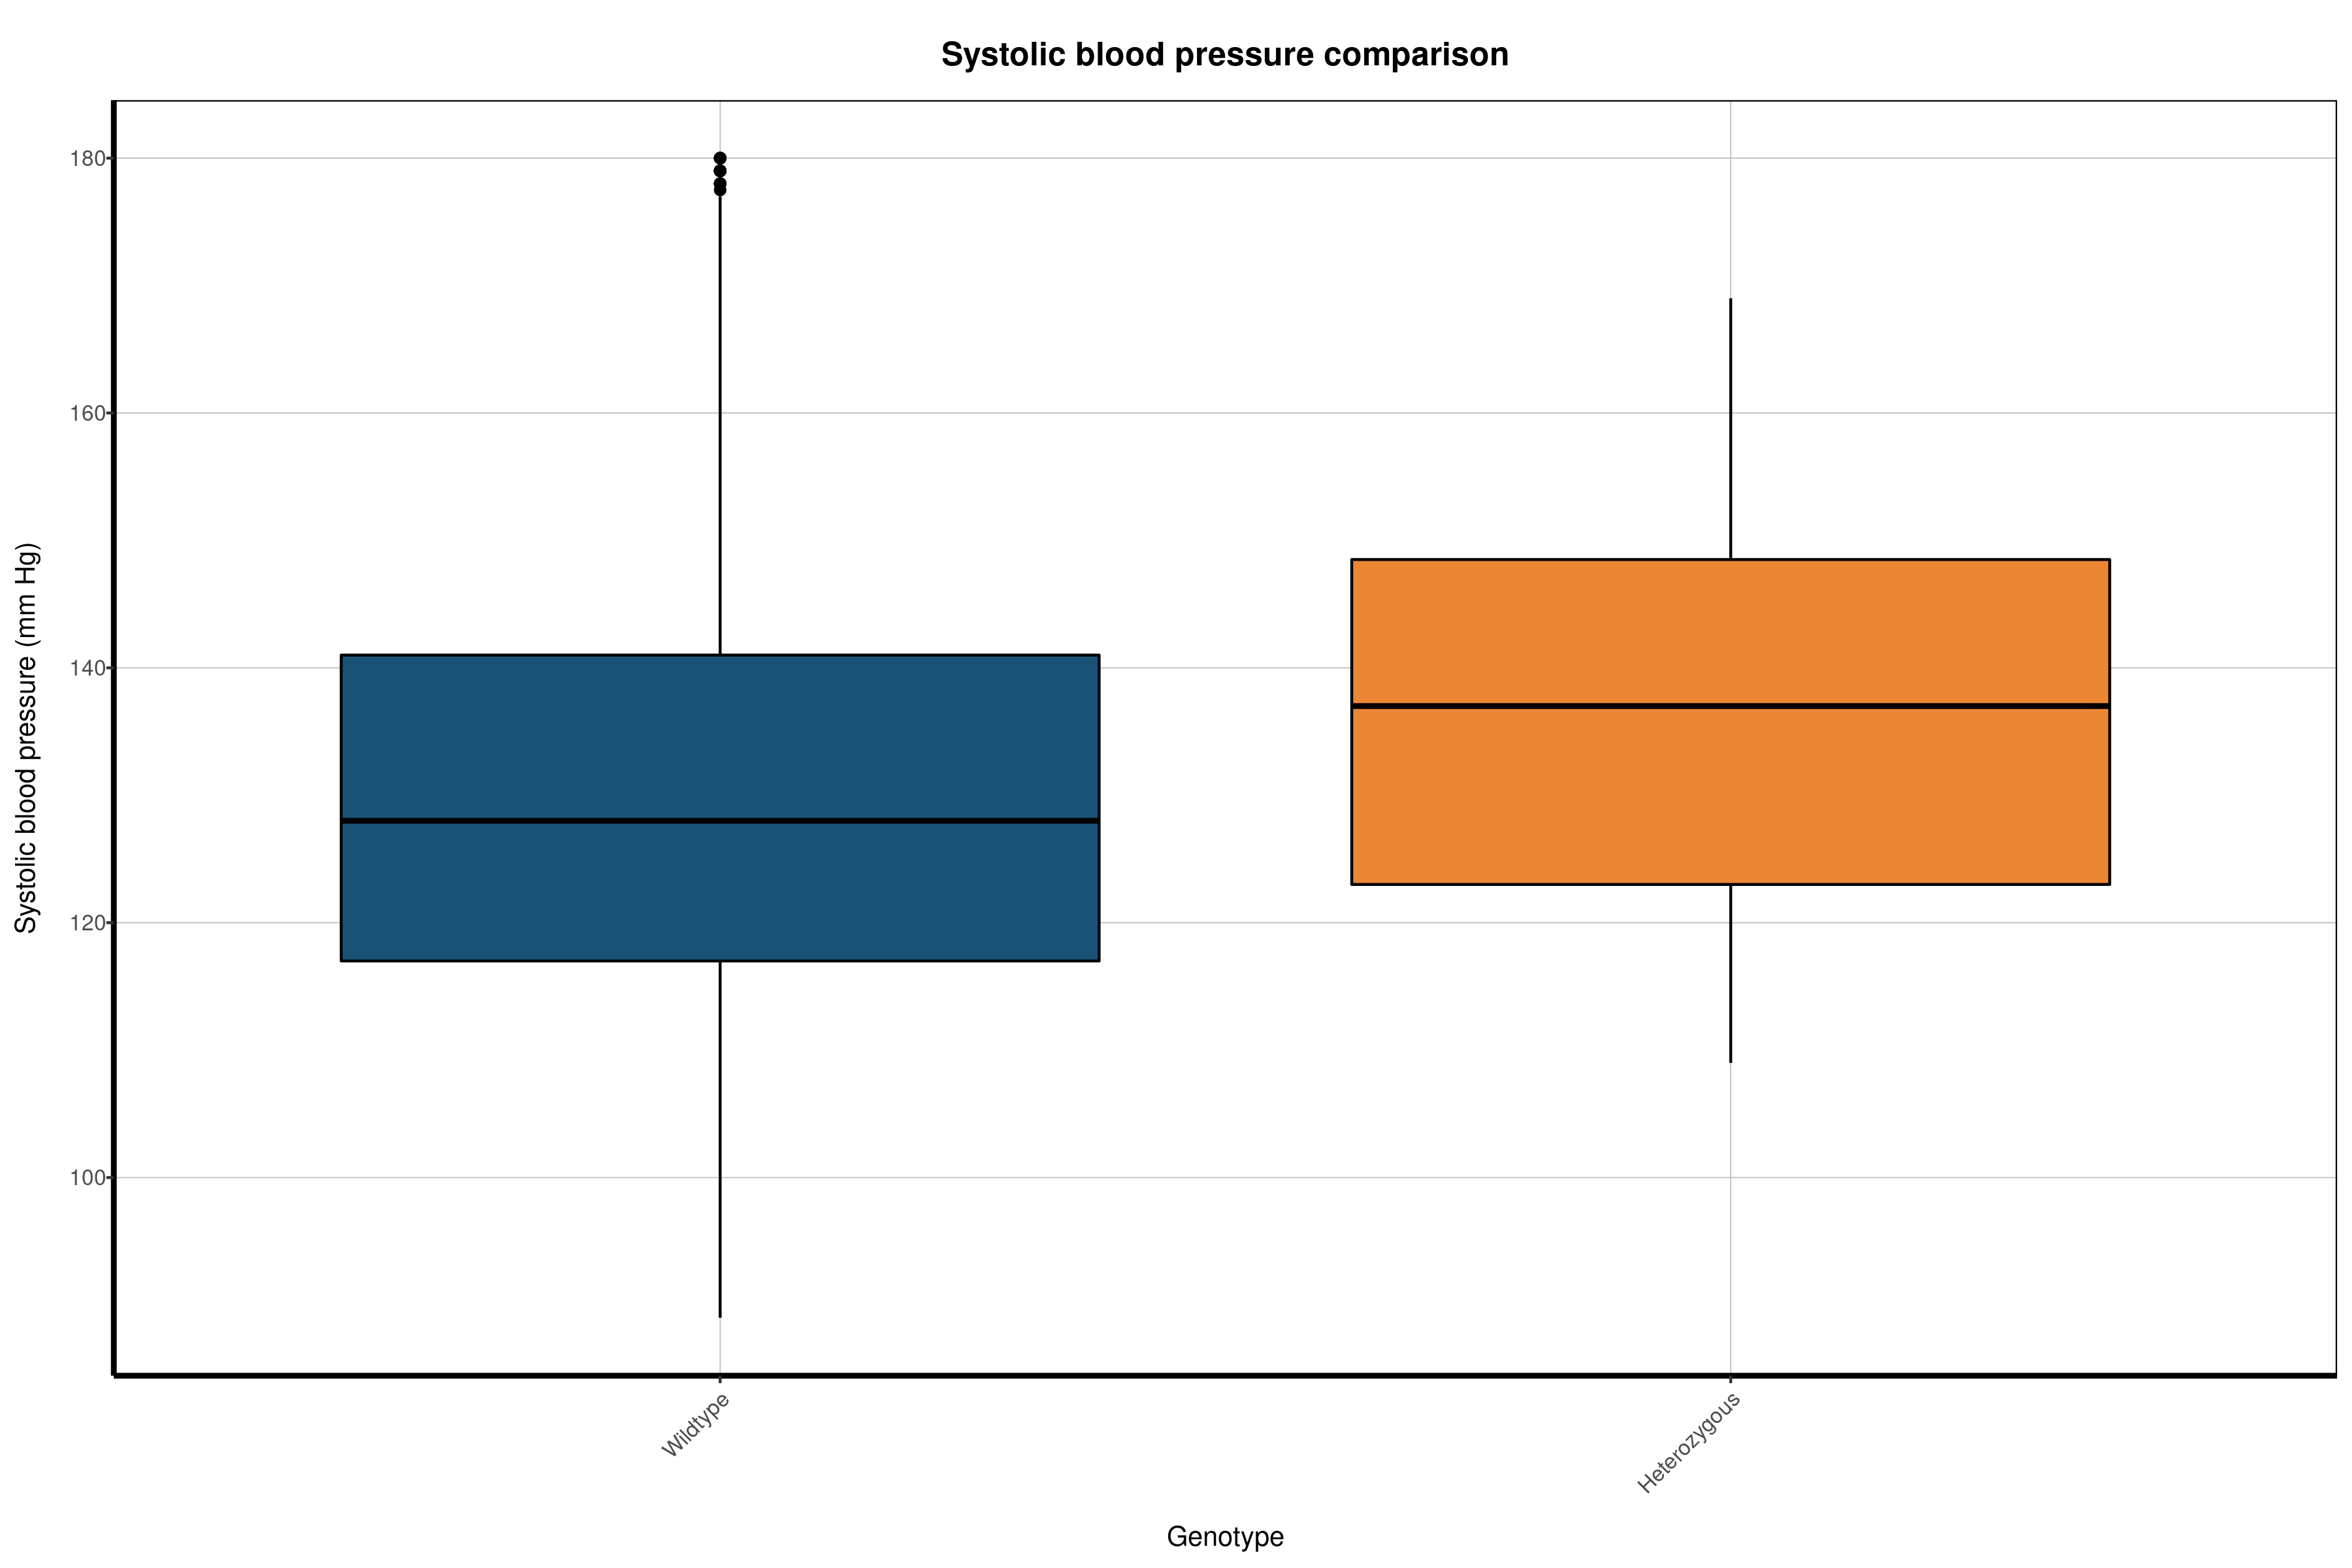 Systolic blood pressure comparison
Systolic blood pressure (mm Hg)
180
160
140
120
100
Wildtype
Heterozygous
Genotype